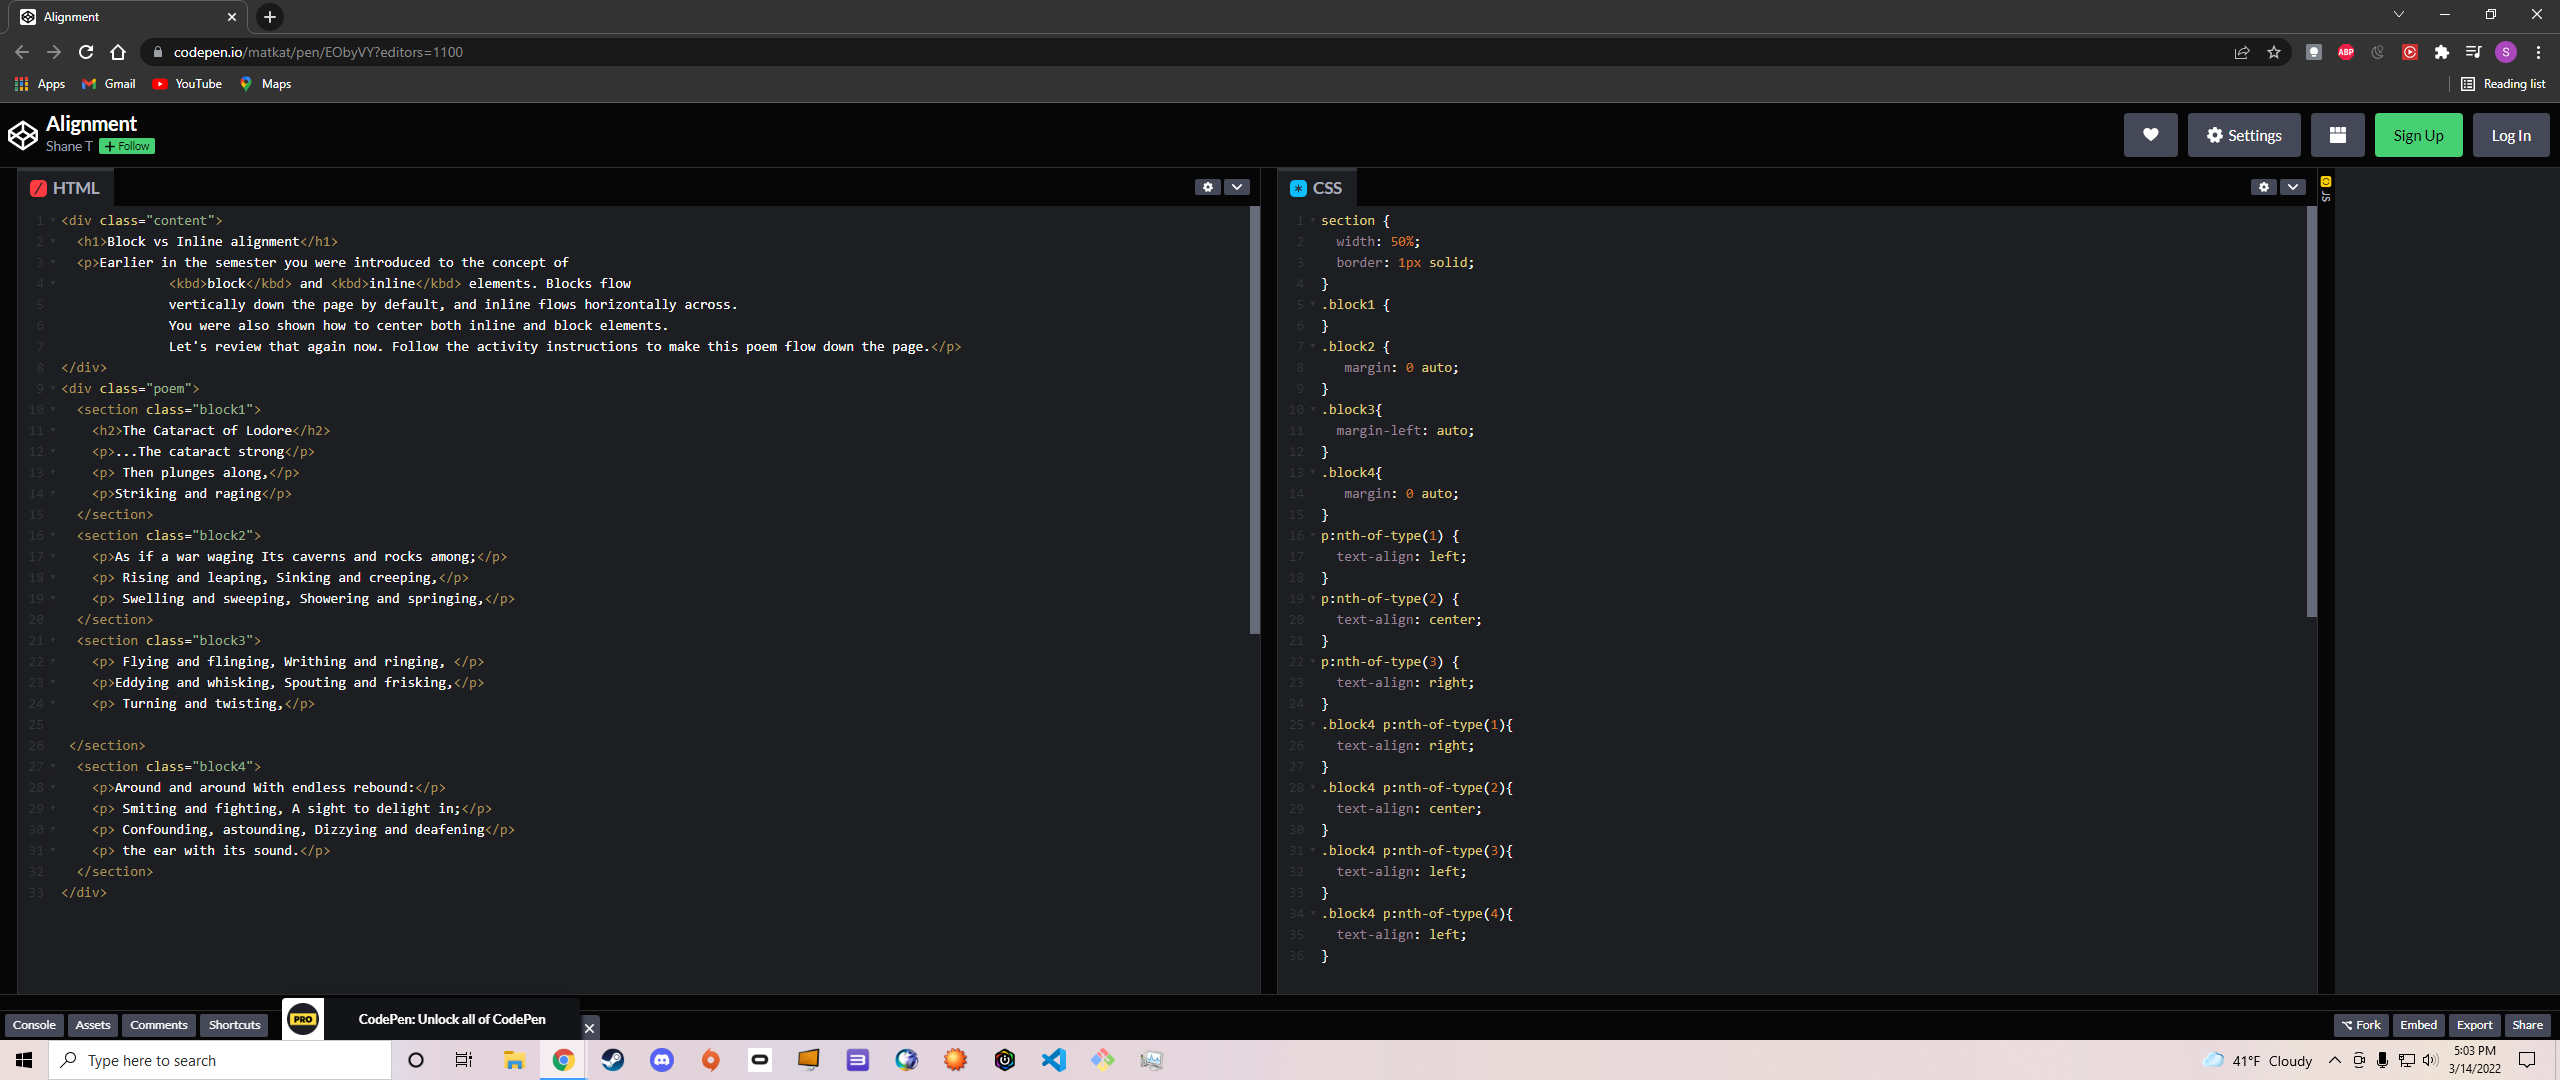 Alignment
codepen.io/matkat/pen/EObyVY?editors=1100
ABP
S
Apps Gmail YouTube Maps Reading list
Alignment
Shane T + Follow
Settings Sign Up Log In
HTML
1 <div class="content">
2 <h1>Block vs Inline alignment</h1>
3 <p>Earlier in the semester you were introduced to the concept of
4 <kbd>block</kbd> and <kbd>inline</kbd> elements. Blocks flow
5 vertically down the page by default, and inline flows horizontally across.
6 You were also shown how to center both inline and block elements.
7 Let's review that again now. Follow the activity instructions to make this poem flow down the page.</p>
8 </div>
9 <div class="poem">
10 <section class="block1">
11 <h2>The Cataract of Lodore</h2>
12 <p>...The cataract strong</p>
13 <p> Then plunges along,</p>
14 <p>Striking and raging</p>
15 </section>
16 <section class="block2">
17 <p>As if a war waging Its caverns and rocks among;</p>
18 <p> Rising and leaping, Sinking and creeping,</p>
19 <p> Swelling and sweeping, Showering and springing,</p>
20 </section>
21 <section class="block3">
22 <p> Flying and flinging, Writhing and ringing, </p>
23 <p>Eddying and whisking, Spouting and frisking,</p>
24 <p> Turning and twisting,</p>
25
26 </section>
27 <section class="block4">
28 <p>Around and around With endless rebound:</p>
29 <p> Smiting and fighting, A sight to delight in;</p>
30 <p> Confounding, astounding, Dizzying and deafening</p>
31 <p> the ear with its sound.</p>
32 </section>
33 </div>
CSS
1 section {
2 width: 50%;
3 border: 1px solid;
4 }
5 .block1 {
6 }
7 .block2 {
8 margin: 0 auto;
9 }
10 .block3{
11 margin-left: auto;
12 }
13 .block4{
14 margin: 0 auto;
15 }
16 p:nth-of-type(1) {
17 text-align: left;
18 }
19 p:nth-of-type(2) {
20 text-align: center;
21 }
22 p:nth-of-type(3) {
23 text-align: right;
24 }
25 .block4 p:nth-of-type(1){
26 text-align: right;
27 }
28 .block4 p:nth-of-type(2){
29 text-align: center;
30 }
31 .block4 p:nth-of-type(3){
32 text-align: left;
33 }
34 .block4 p:nth-of-type(4){
35 text-align: left;
36 }
JS
Console Assets Comments Shortcuts
PRO CodePen: Unlock all of CodePen
Fork Embed Export Share
Type here to search
41°F Cloudy
5:03 PM
3/14/2022